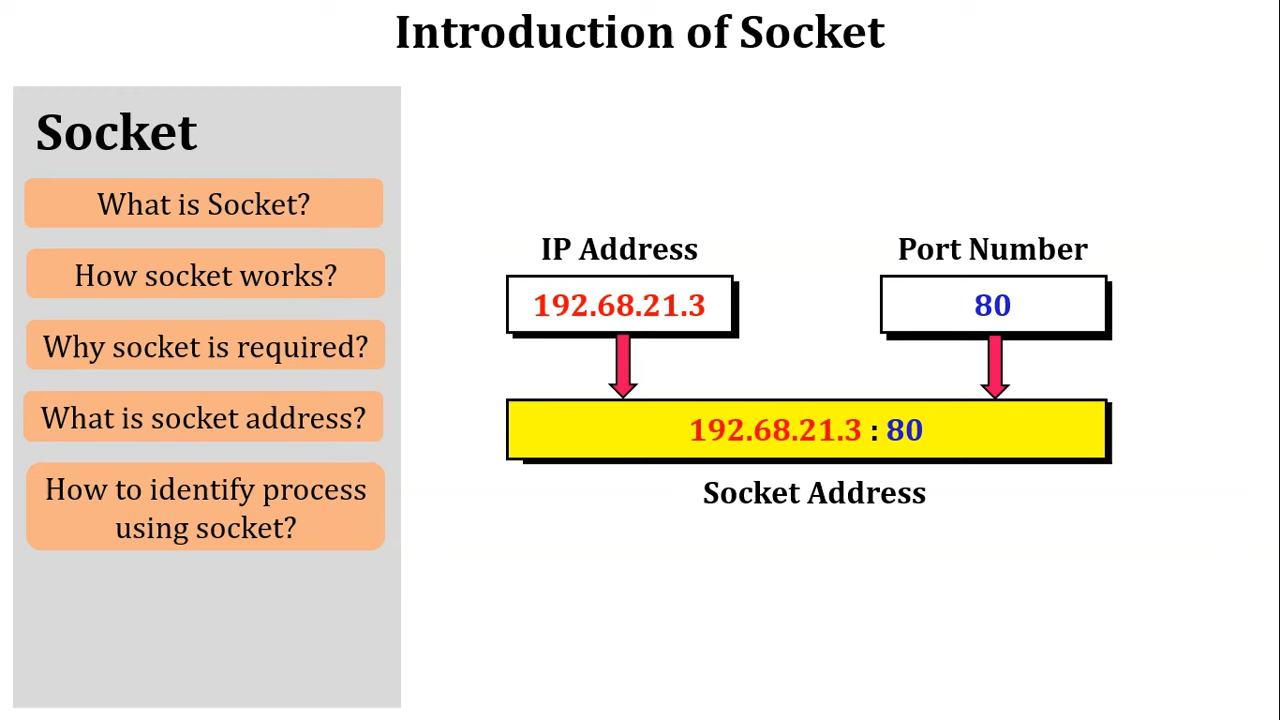 Introduction of Socket
Socket
What is Socket?
How socket works?
Why socket is required?
What is socket address?
How to identify process
using socket?
IP Address
Port Number
192.68.21.3
80
192.68.21.3 : 80
Socket Address